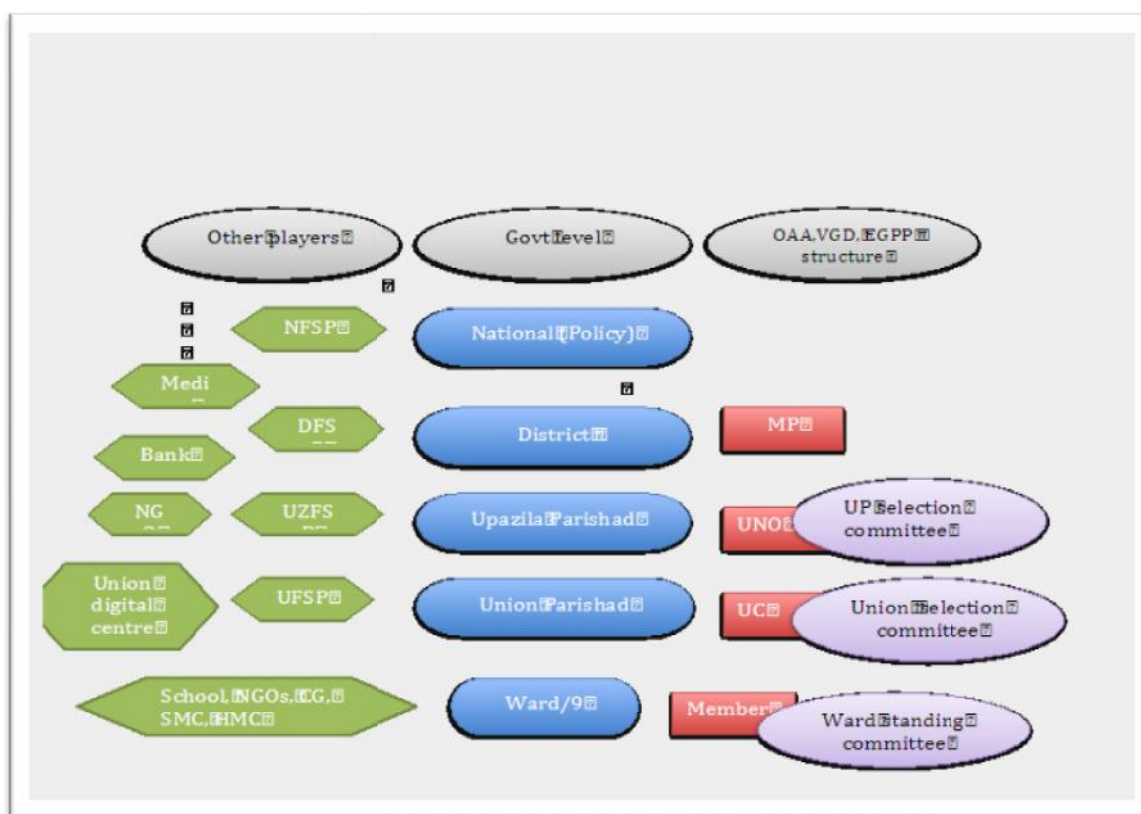 Other players
Govt level
OAA,VGD, EGPP
structure
NFSP
National (Policy)
Medi
DFS
District
MP
Bank
NG
UZFS
Upazila Parishad
UNO
UP selection
committee
Union
digital
centre
UFSP
Union Parishad
UC
Union selection
committee
School, NGOs, CG,
SMC, HMC
Ward/9
Member
Ward standing
committee